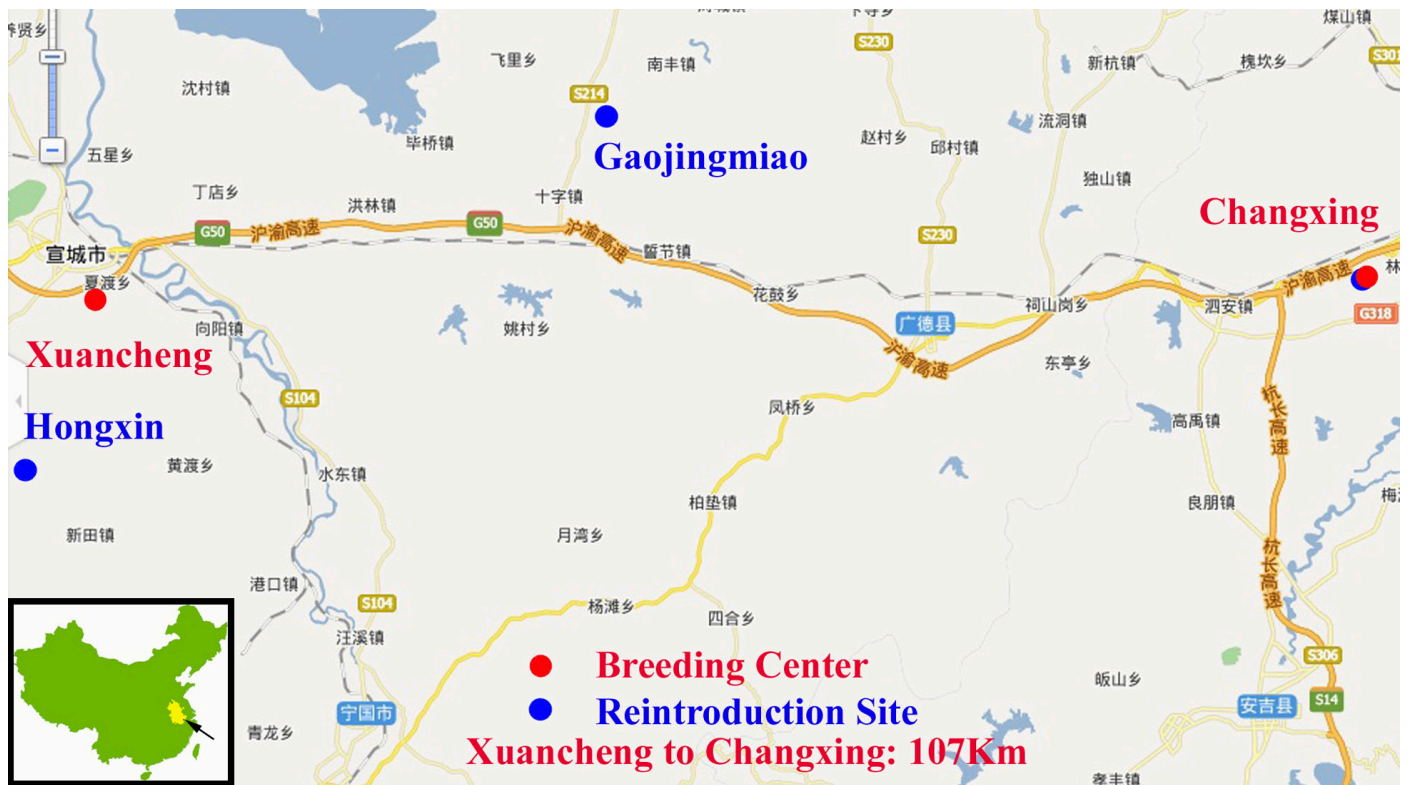 煤山镇
S230
S301
飞里乡
南丰镇
新杭镇
槐坎乡
沈村镇
S214
流洞镇
毕桥镇
赵村乡
邱村镇
五星乡
Gaojingmiao
独山镇
丁店乡
洪林镇
十字镇
Changxing
G50
沪渝高速
G50
沪渝高速
S230
宣城市
誓节镇
林
夏渡乡
沪渝高速
花鼓乡
祠山岗乡
泗安镇
G318
向阳镇
姚村乡
广德县
Xuancheng
沪渝高速
东亭乡
S104
凤桥乡
杭长高速
Hongxin
高禹镇
黄渡乡
水东镇
梅
柏垫镇
良朋镇
新田镇
月湾乡
杭长高速
港口镇
S104
杨滩乡
四合乡
汪溪镇
S306
Breeding Center
皈山乡
S14
宁国市
Reintroduction Site
安吉县
青龙乡
Xuancheng to Changxing: 107Km
孝丰镇